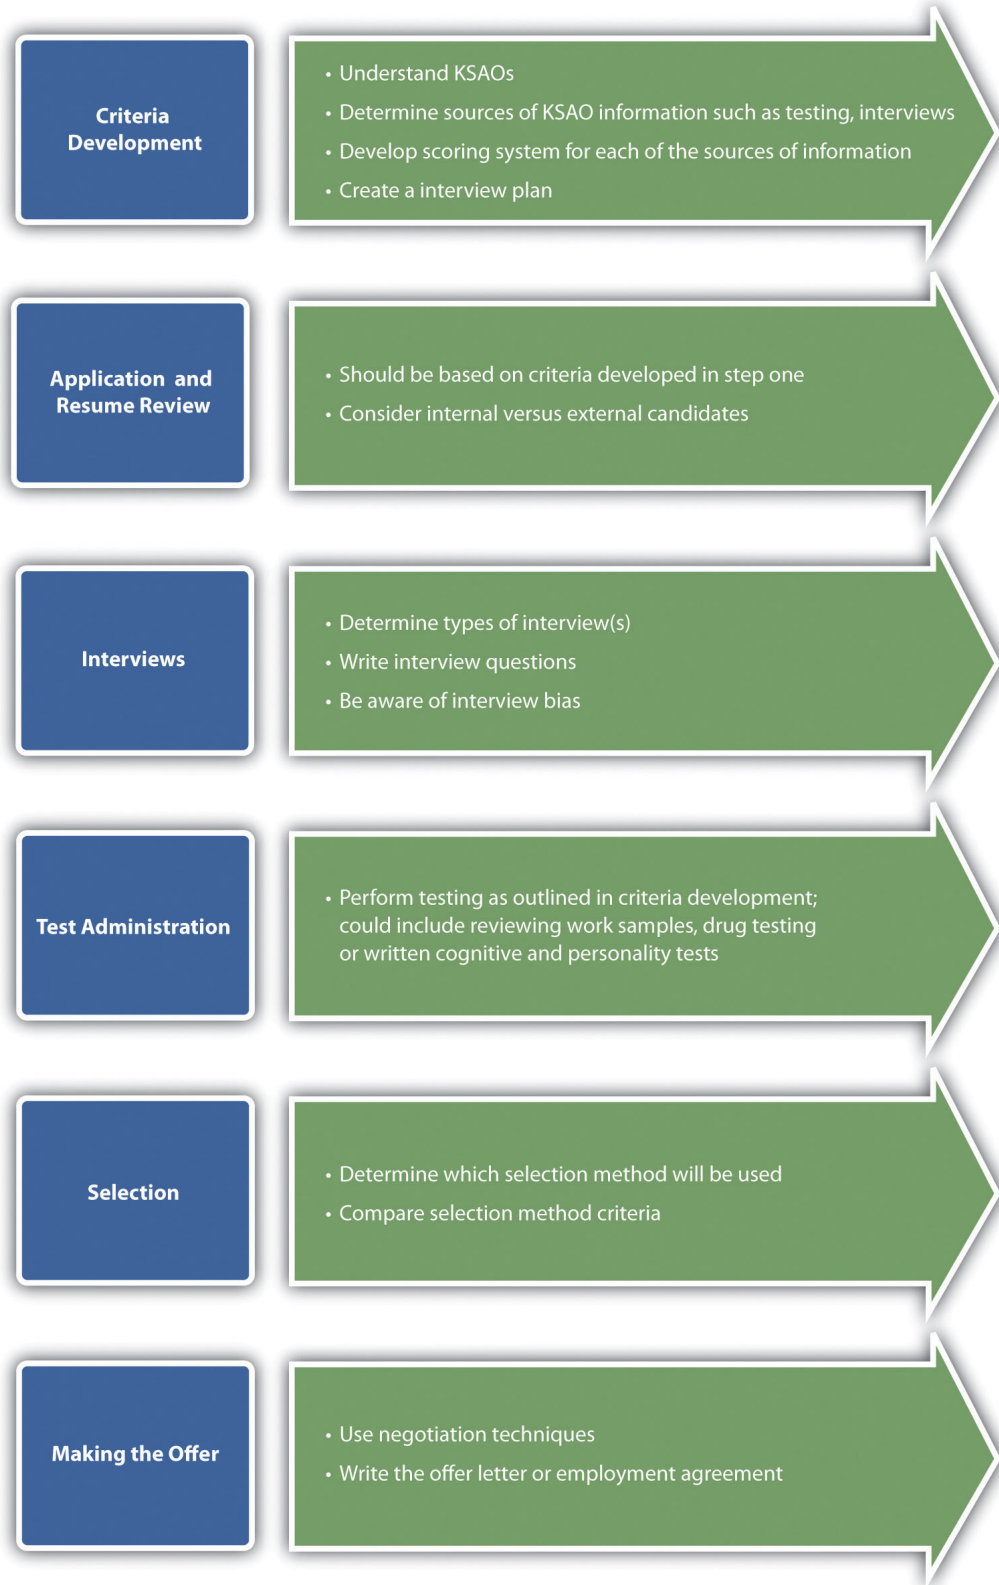 Criteria
Development
• Understand KSAOs
• Determine sources of KSAO information such as testing, interviews
• Develop scoring system for each of the sources of information
• Create a interview plan
Application and
Resume Review
• Should be based on criteria developed in step one
• Consider internal versus external candidates
Interviews
• Determine types of interview(s)
• Write interview questions
• Be aware of interview bias
Test Administration
• Perform testing as outlined in criteria development;
could include reviewing work samples, drug testing
or written cognitive and personality tests
Selection
• Determine which selection method will be used
• Compare selection method criteria
Making the Offer
• Use negotiation techniques
• Write the offer letter or employment agreement